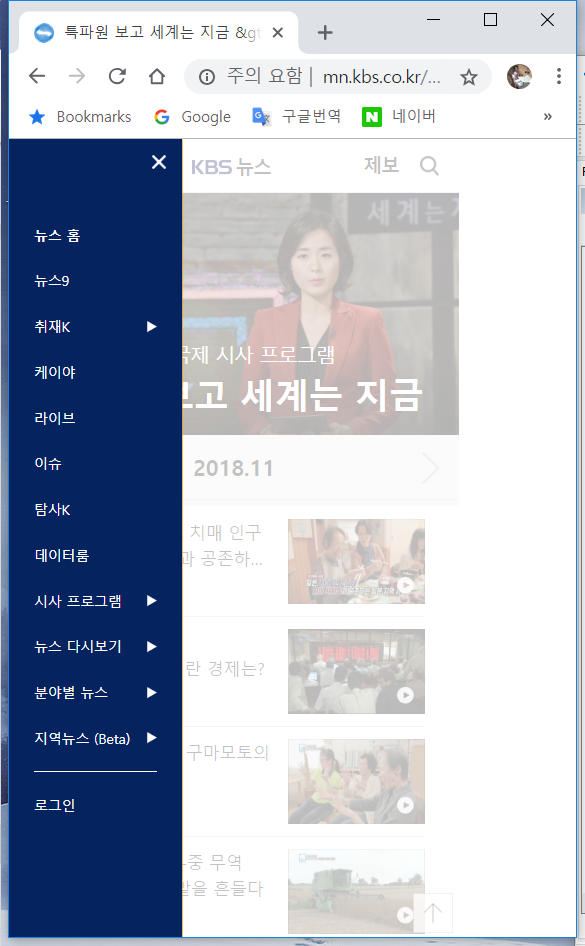 특파원 보고 세계는 지금 &gt
주의 요함 | mn.kbs.co.kr/...
Bookmarks
Google
구글번역
네이버
»
KBS 뉴스
제보
뉴스 홈
뉴스9
취재K
케이야
라이브
이슈
탐사K
데이터룸
시사 프로그램
뉴스 다시보기
분야별 뉴스
지역뉴스 (Beta)
로그인
세계는
국제 시사 프로그램
보고 세계는 지금
2018.11
치매 인구
과 공존하...
란 경제는?
구마모토의
중 무역
말을 흔들다